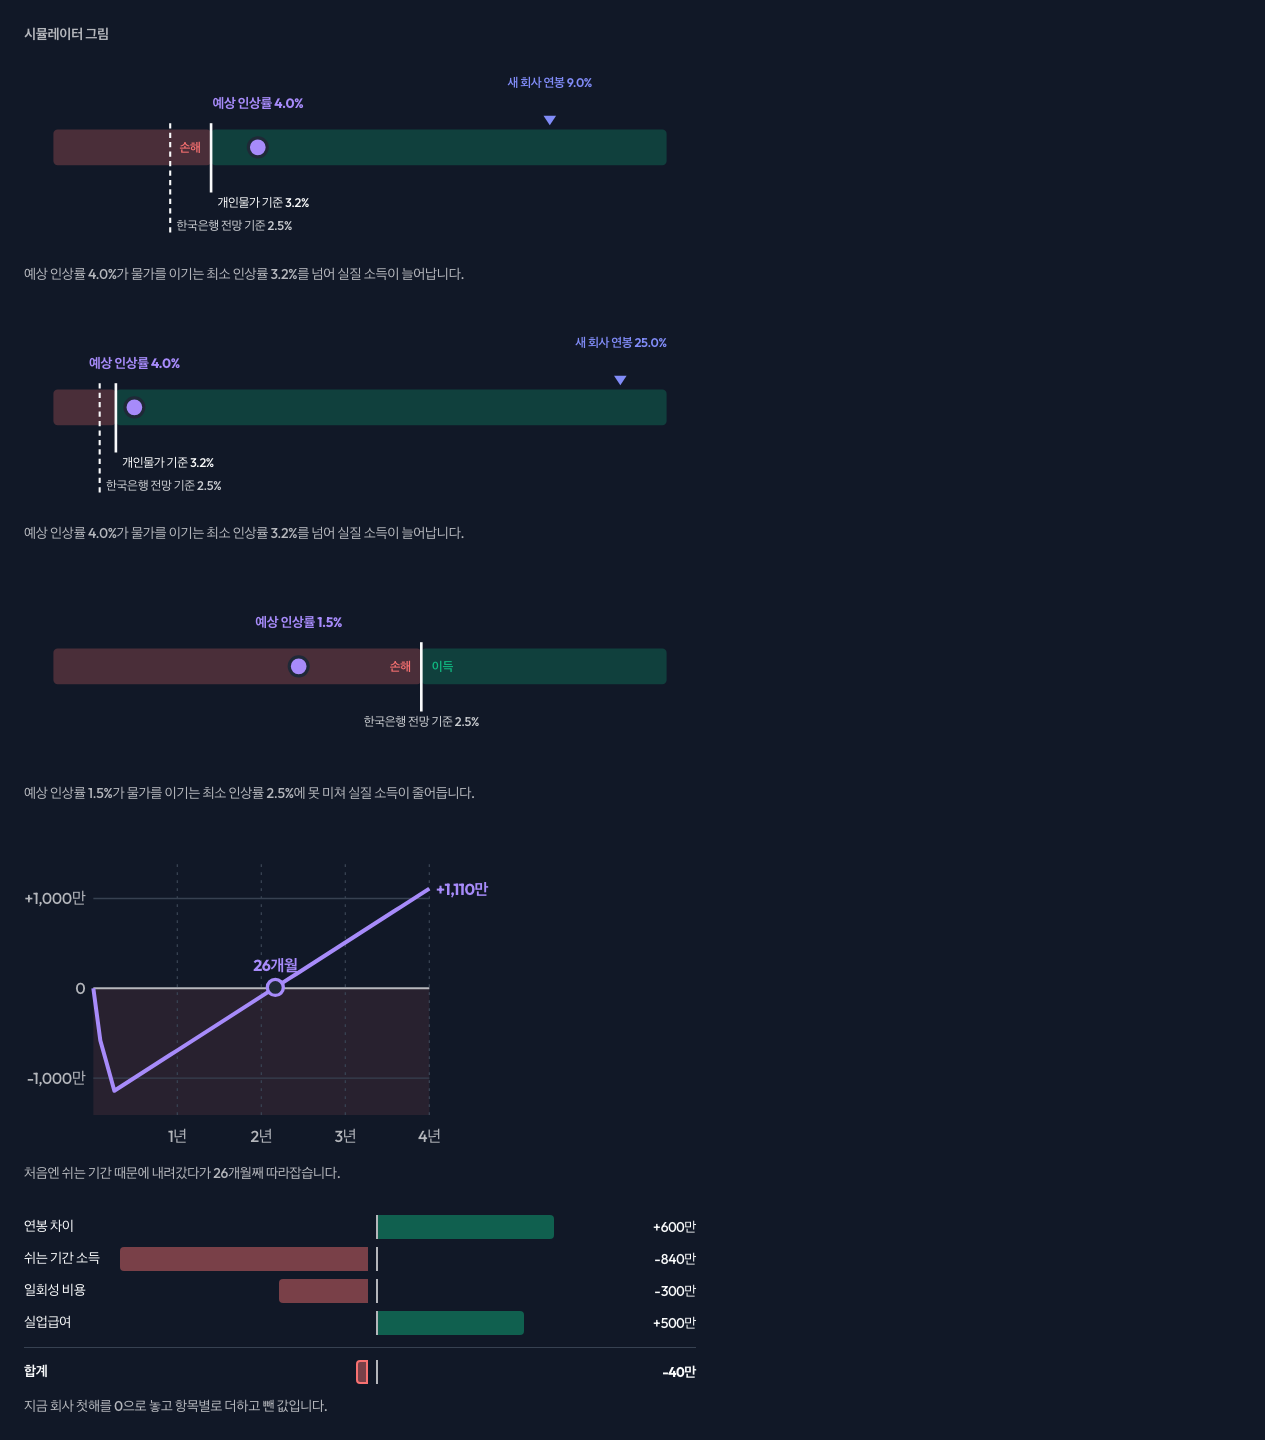 시뮬레이터 그림
새 회사 연봉 9.0%
예상 인상률 4.0%
손해
개인물가 기준 3.2%
한국은행 전망 기준 2.5%
예상 인상률 4.0%가 물가를 이기는 최소 인상률 3.2%를 넘어 실질 소득이 늘어납니다.
새 회사 연봉 25.0%
예상 인상률 4.0%
개인물가 기준 3.2%
한국은행 전망 기준 2.5%
예상 인상률 4.0%가 물가를 이기는 최소 인상률 3.2%를 넘어 실질 소득이 늘어납니다.
예상 인상률 1.5%
손해 이득
한국은행 전망 기준 2.5%
예상 인상률 1.5%가 물가를 이기는 최소 인상률 2.5%에 못 미쳐 실질 소득이 줄어듭니다.
+1,110만
+1,000만
26개월
0
-1,000만
1년 2년 3년 4년
처음엔 쉬는 기간 때문에 내려갔다가 26개월째 따라잡습니다.
연봉 차이 +600만
쉬는 기간 소득 -840만
일회성 비용 -300만
실업급여 +500만
합계 -40만
지금 회사 첫해를 0으로 놓고 항목별로 더하고 뺀 값입니다.